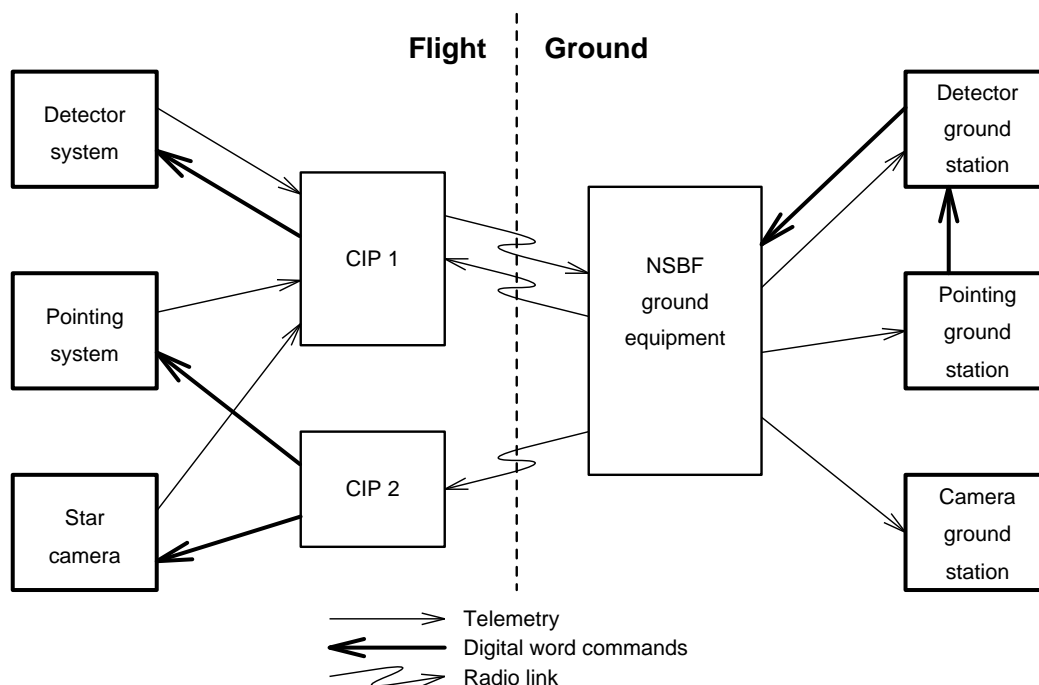 Flight
Ground
Detector
system
Pointing
system
Star
camera
CIP 1
CIP 2
NSBF
ground
equipment
Detector
ground
station
Pointing
ground
station
Camera
ground
station
Telemetry
Digital word commands
Radio link